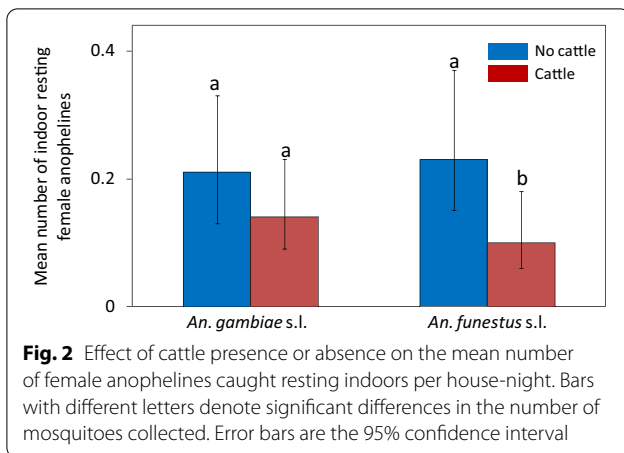 0.4
0.2
0
Mean number of indoor resting
female anophelines
No cattle
Cattle
a
a
a
b
An. gambiae s.l.
An. funestus s.l.
Fig. 2 Effect of cattle presence or absence on the mean number
of female anophelines caught resting indoors per house-night. Bars
with different letters denote significant differences in the number of
mosquitoes collected. Error bars are the 95% confidence interval